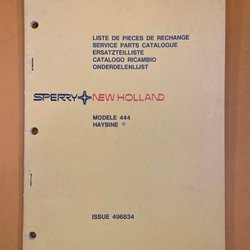 LISTE DE PIECES DE RECHANGE
SERVICE PARTS CATALOGUE
ERSATZTEILLISTE
CATALOGO RICAMBIO
ONDERDELENLIJST
SPERRY NEW HOLLAND
MODELE 444
HAYBINE ®
ISSUE 496834